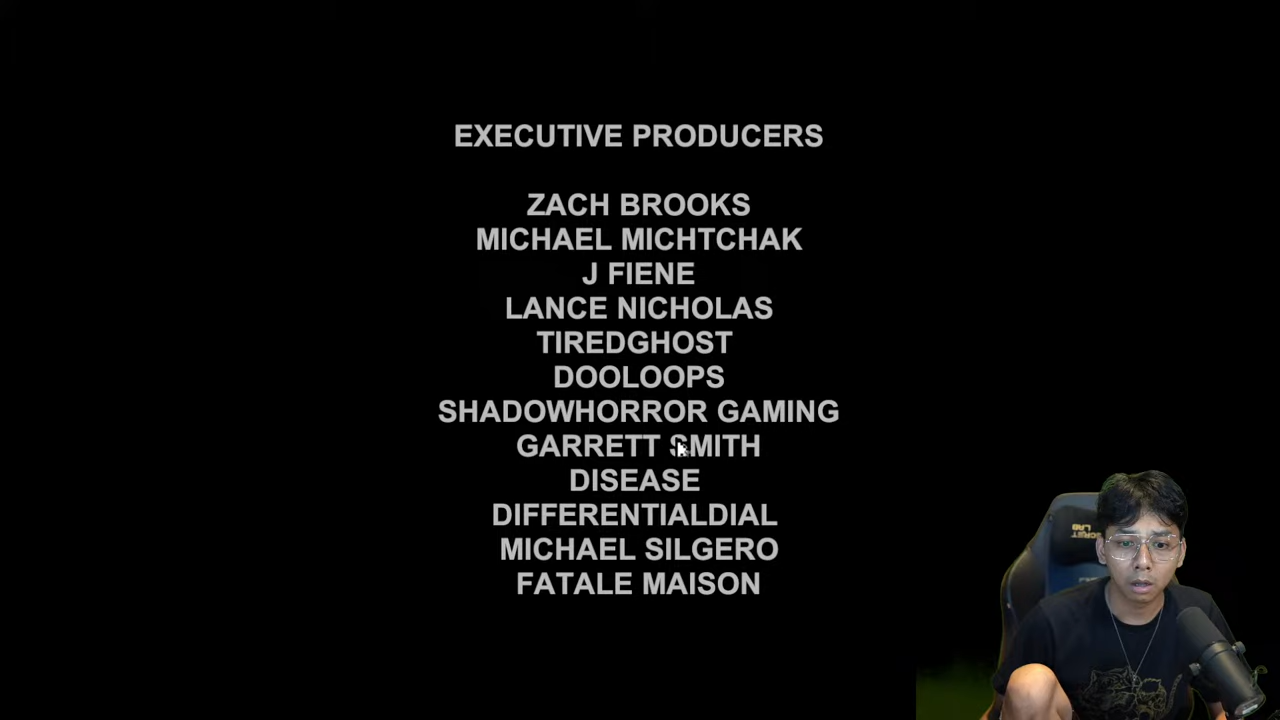 EXECUTIVE PRODUCERS
ZACH BROOKS
MICHAEL MICHTCHAK
J FIENE
LANCE NICHOLAS
TIREDGHOST
DOOLOOPS
SHADOWHORROR GAMING
GARRETT SMITH
DISEASE
DIFFERENTIALDIAL
MICHAEL SILGERO
FATALE MAISON